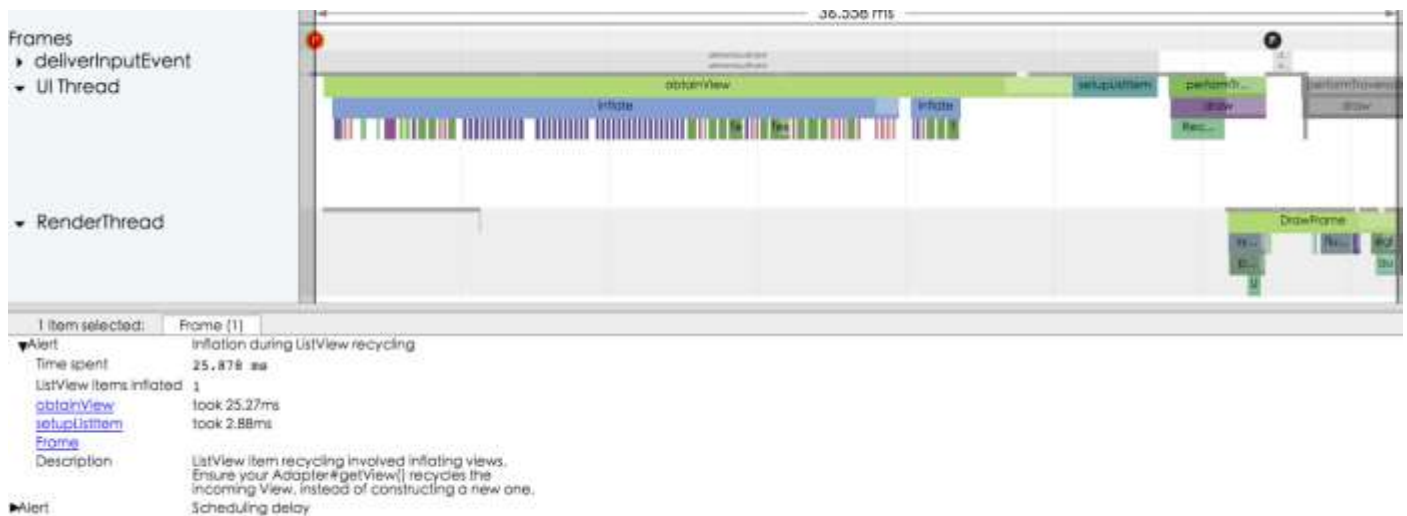 Frames
deliverInputEvent
UI Thread
obtainView
setupListItem
performTr...
inflate
inflate
draw
draw
Rec...
RenderThread
DrawFrame
1 item selected: Frame (1)
Alert Inflation during ListView recycling
Time spent 25.878 ms
ListView items inflated 1
obtainView took 25.27ms
setupListItem took 2.88ms
Frame
Description ListView item recycling involved inflating views.
Ensure your Adapter#getView() recycles the
incoming View, instead of constructing a new one.
Alert Scheduling delay